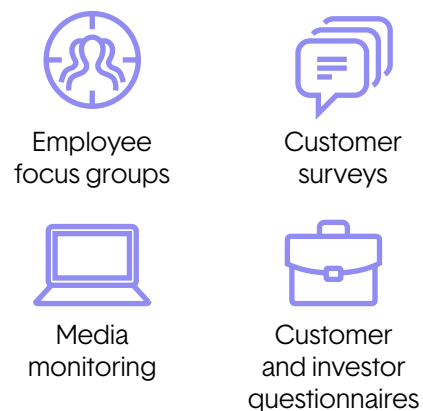 Employee
focus groups
Customer
surveys
Media
monitoring
Customer
and investor
questionnaires